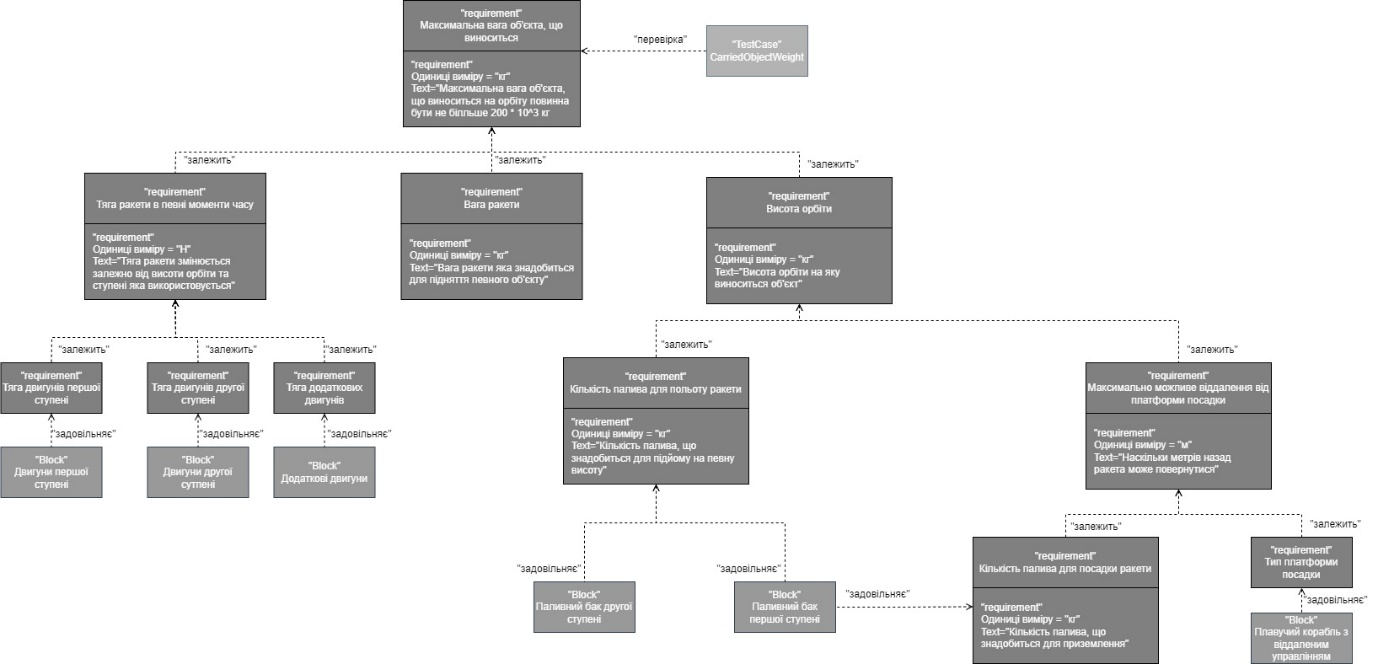 "requirement"
Максимальна вага об'єкта, що
виноситься
"requirement"
Одиниці виміру = "кг"
Text="Максимальна вага об'єкта,
що виноситься на орбіту повинна
бути не білльше 200 * 10^3 кг
"перевірка"
"TestCase"
CarriedObjectWeight
"залежить"
"залежить"
"залежить"
"requirement"
Тяга ракети в певні моменти часу
"requirement"
Одиниці виміру = "Н"
Text="Тяга ракети змінюється
залежно від висоти орбіти та
ступені яка використовується"
"requirement"
Вага ракети
"requirement"
Одиниці виміру = "кг"
Text="Вага ракети яка знадобиться
для підняття певного об'єкту"
"requirement"
Висота орбіти
"requirement"
Одиниці виміру = "кг"
Text="Висота орбіти на яку
виноситься об'єкт"
"залежить"
"залежить"
"залежить"
"requirement"
Тяга двигунів першої
ступені
"requirement"
Тяга двигунів другої
ступені
"requirement"
Тяга додаткових
двигунів
"задовільняє"
"задовільняє"
"задовільняє"
"Block"
Двигуни першої
ступені
"Block"
Двигуни другої
сутпені
"Block"
Додаткові двигуни
"залежить"
"залежить"
"requirement"
Кількість палива для польоту ракети
"requirement"
Одиниці виміру = "кг"
Text="Кількість палива, що
знадобиться для підйому на певну
висоту"
"requirement"
Максимально можливе віддалення від
платформи посадки
"requirement"
Одиниці виміру = "м"
Text="Наскільки метрів назад
ракета може повернутися"
"задовільняє"
"задовільняє"
"Block"
Паливний бак другої
ступені
"Block"
Паливний бак
першої ступені
"задовільняє"
"залежить"
"залежить"
"requirement"
Кількість палива для посадки ракети
"requirement"
Одиниці виміру = "кг"
Text="Кількість палива, що
знадобиться для приземлення"
"requirement"
Тип платформи
посадки
"задовільняє"
"Block"
Плавучий корабль з
віддаленим
управлінням